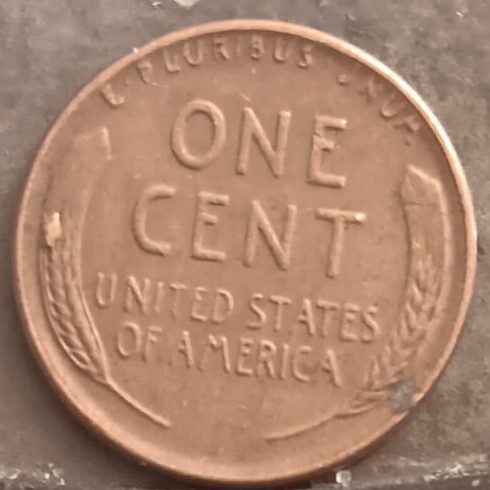 E · PLURIBUS · UNUM
ONE
CENT
UNITED STATES
OF AMERICA